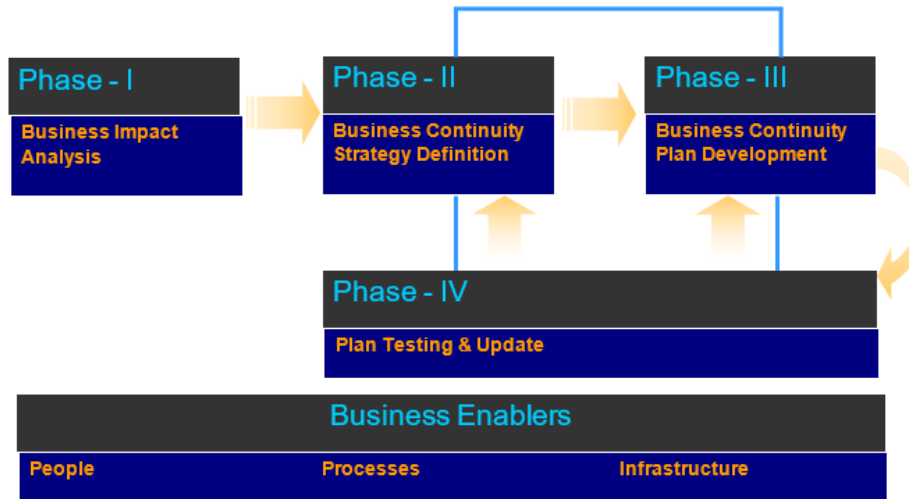 Phase - I
Business Impact
Analysis
Phase - II
Business Continuity
Strategy Definition
Phase - III
Business Continuity
Plan Development
Phase - IV
Plan Testing & Update
Business Enablers
People
Processes
Infrastructure